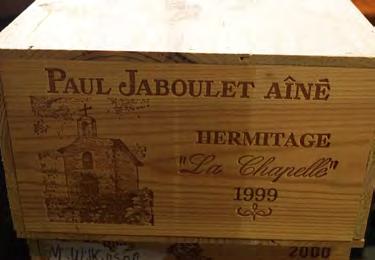 PAUL JABOULET AÎNÉ
HERMITAGE
"La Chapelle"
1999
2000